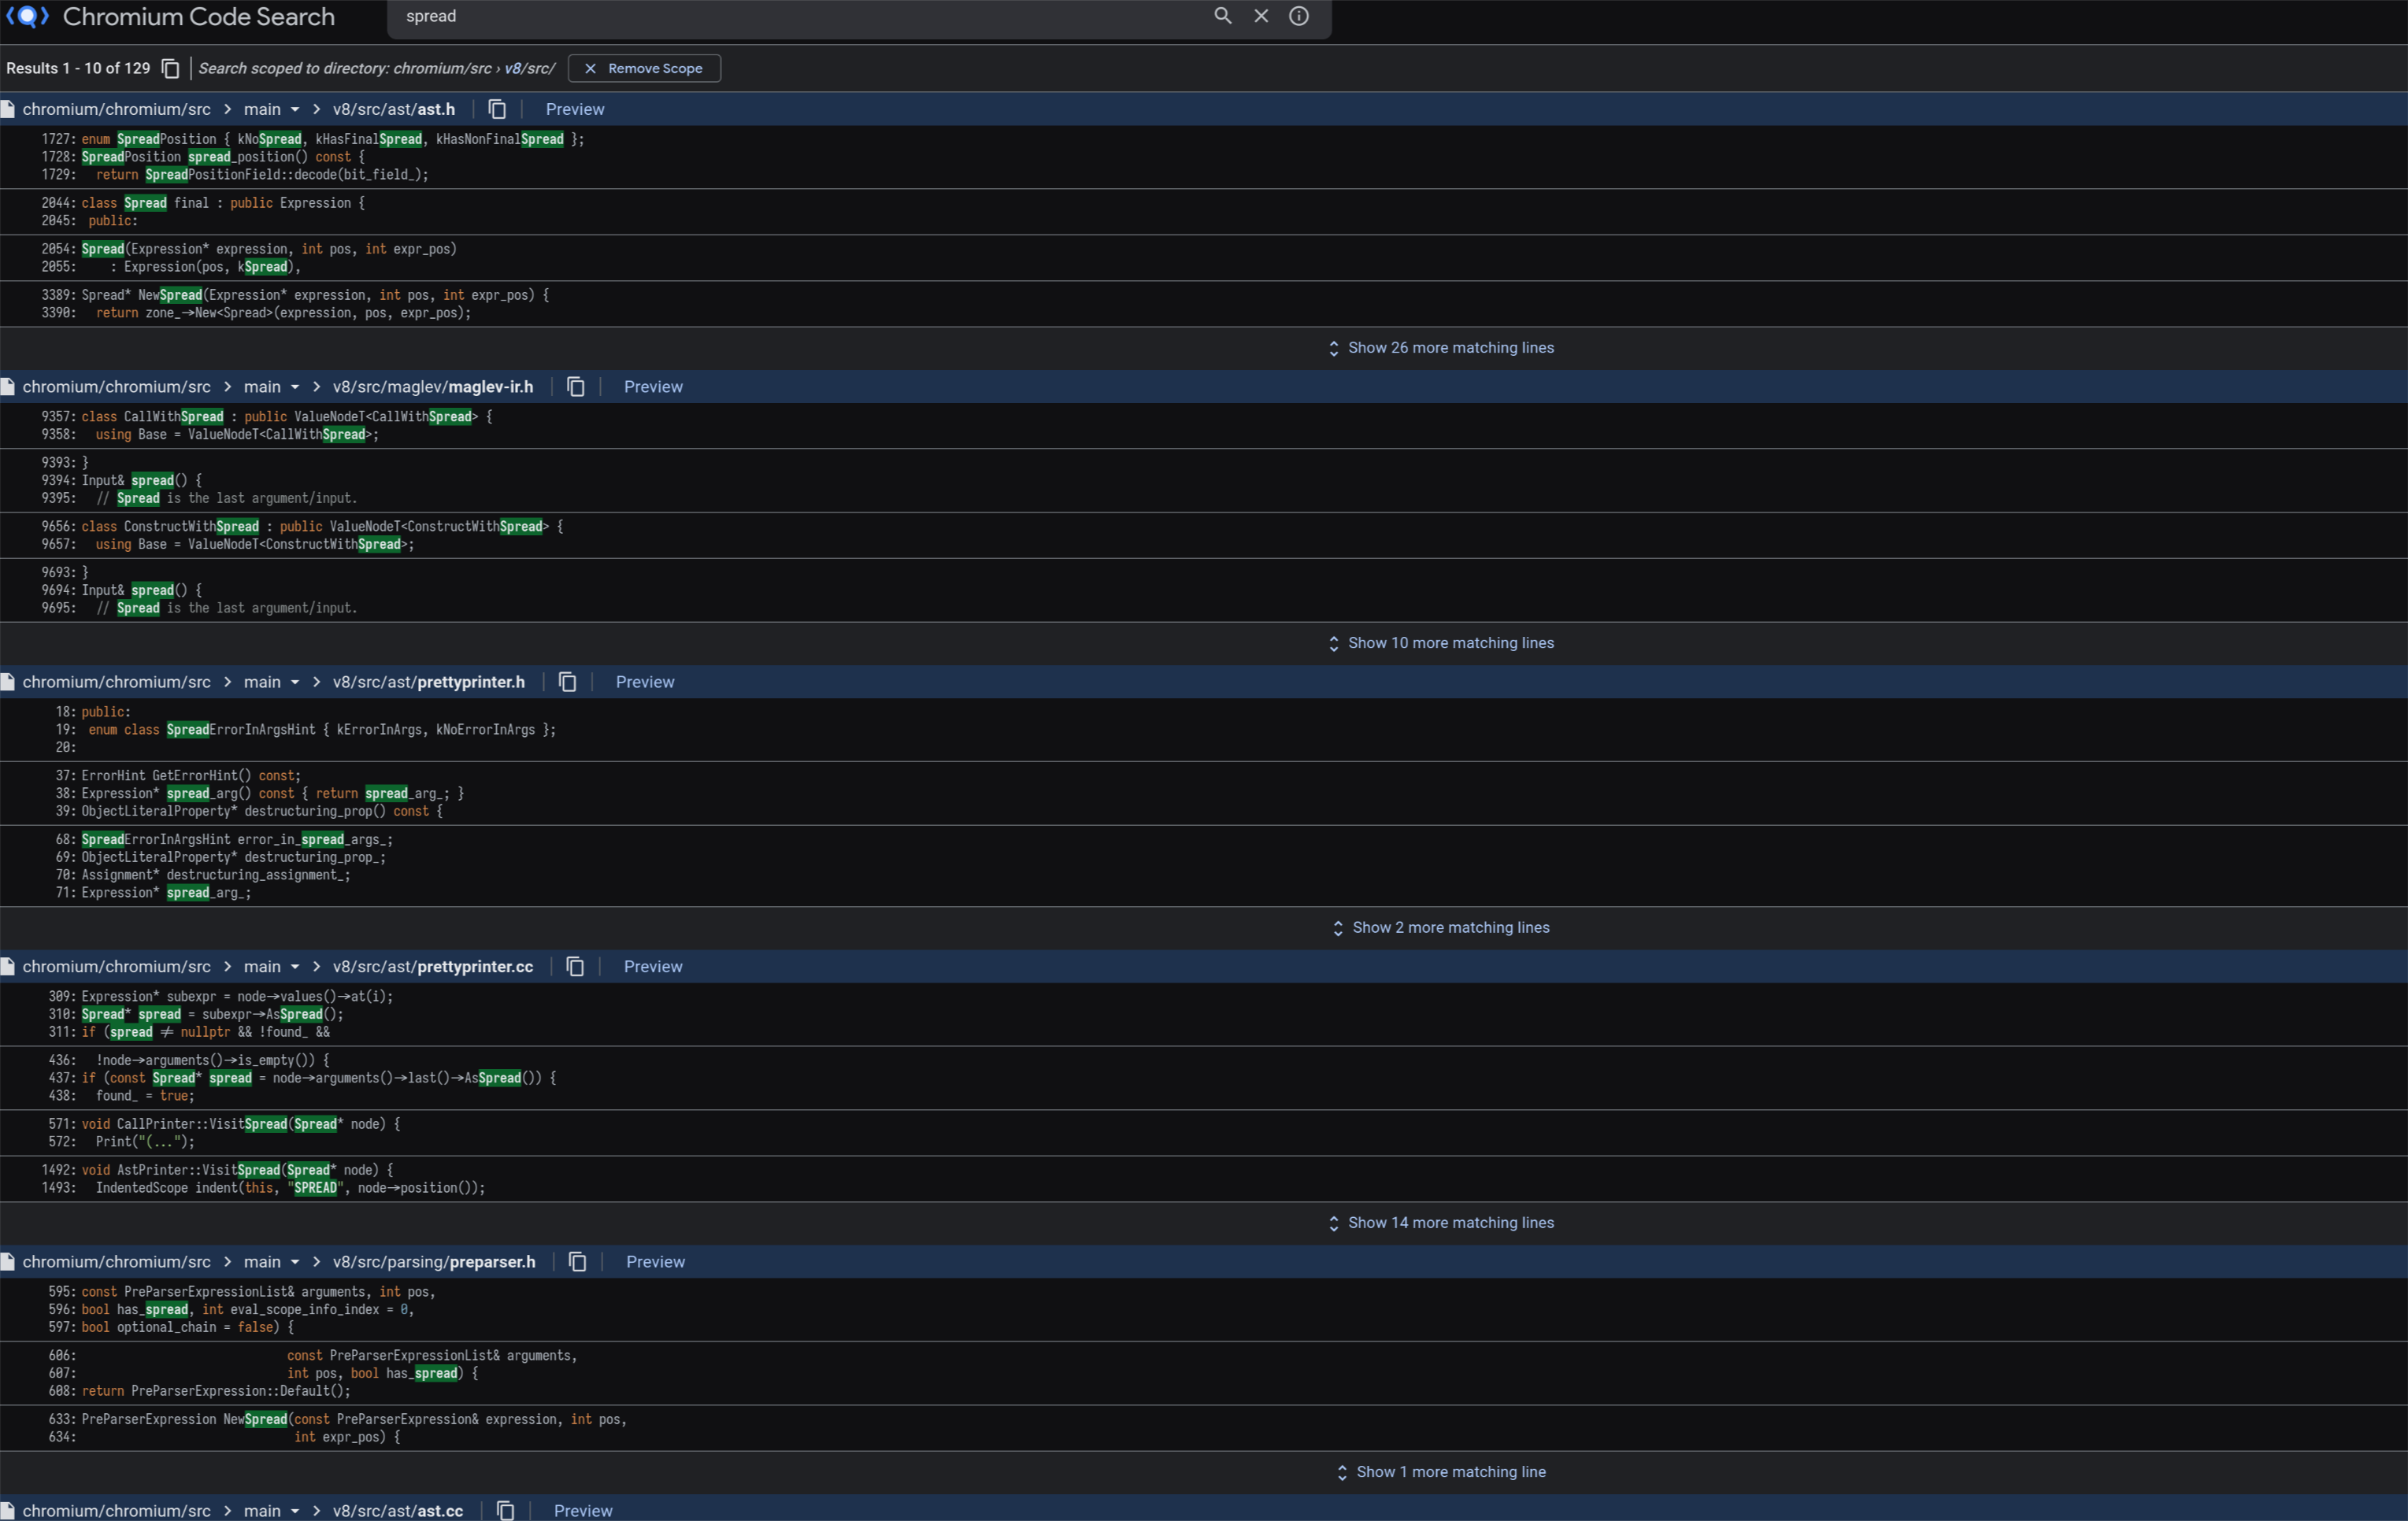 Chromium Code Search
spread
Results 1 - 10 of 129 Search scoped to directory: chromium/src › v8/src/ Remove Scope
chromium/chromium/src > main > v8/src/ast/ast.h Preview
1727: enum SpreadPosition { kNoSpread, kHasFinalSpread, kHasNonFinalSpread };
1728: SpreadPosition spread_position() const {
1729: return SpreadPositionField::decode(bit_field_);
2044: class Spread final : public Expression {
2045: public:
2054: Spread(Expression* expression, int pos, int expr_pos)
2055: : Expression(pos, kSpread),
3389: Spread* NewSpread(Expression* expression, int pos, int expr_pos) {
3390: return zone_->New<Spread>(expression, pos, expr_pos);
Show 26 more matching lines
chromium/chromium/src > main > v8/src/maglev/maglev-ir.h Preview
9357: class CallWithSpread : public ValueNodeT<CallWithSpread> {
9358: using Base = ValueNodeT<CallWithSpread>;
9393: }
9394: Input& spread() {
9395: // Spread is the last argument/input.
9656: class ConstructWithSpread : public ValueNodeT<ConstructWithSpread> {
9657: using Base = ValueNodeT<ConstructWithSpread>;
9693: }
9694: Input& spread() {
9695: // Spread is the last argument/input.
Show 10 more matching lines
chromium/chromium/src > main > v8/src/ast/prettyprinter.h Preview
18: public:
19: enum class SpreadErrorInArgsHint { kErrorInArgs, kNoErrorInArgs };
20:
37: ErrorHint GetErrorHint() const;
38: Expression* spread_arg() const { return spread_arg_; }
39: ObjectLiteralProperty* destructuring_prop() const {
68: SpreadErrorInArgsHint error_in_spread_args_;
69: ObjectLiteralProperty* destructuring_prop_;
70: Assignment* destructuring_assignment_;
71: Expression* spread_arg_;
Show 2 more matching lines
chromium/chromium/src > main > v8/src/ast/prettyprinter.cc Preview
309: Expression* subexpr = node->values()->at(i);
310: Spread* spread = subexpr->AsSpread();
311: if (spread != nullptr && !found_ &&
436: !node->arguments()->is_empty()) {
437: if (const Spread* spread = node->arguments()->last()->AsSpread()) {
438: found_ = true;
571: void CallPrinter::VisitSpread(Spread* node) {
572: Print("(...");
1492: void AstPrinter::VisitSpread(Spread* node) {
1493: IndentedScope indent(this, "SPREAD", node->position());
Show 14 more matching lines
chromium/chromium/src > main > v8/src/parsing/preparser.h Preview
595: const PreParserExpressionList& arguments, int pos,
596: bool has_spread, int eval_scope_info_index = 0,
597: bool optional_chain = false) {
606: const PreParserExpressionList& arguments,
607: int pos, bool has_spread) {
608: return PreParserExpression::Default();
633: PreParserExpression NewSpread(const PreParserExpression& expression, int pos,
634: int expr_pos) {
Show 1 more matching line
chromium/chromium/src > main > v8/src/ast/ast.cc Preview